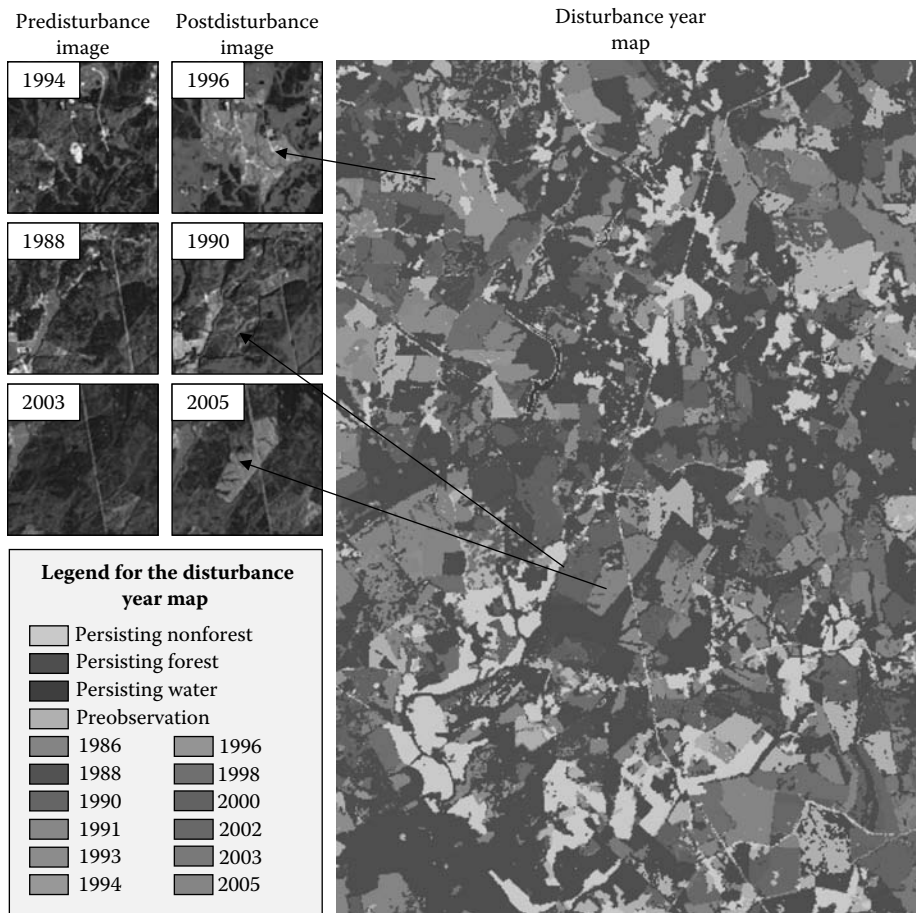 Predisturbance
image
Postdisturbance
image
Disturbance year
map
1994
1996
1988
1990
2003
2005
Legend for the disturbance
year map
Persisting nonforest
Persisting forest
Persisting water
Preobservation
1986
1988
1990
1991
1993
1994
1996
1998
2000
2002
2003
2005